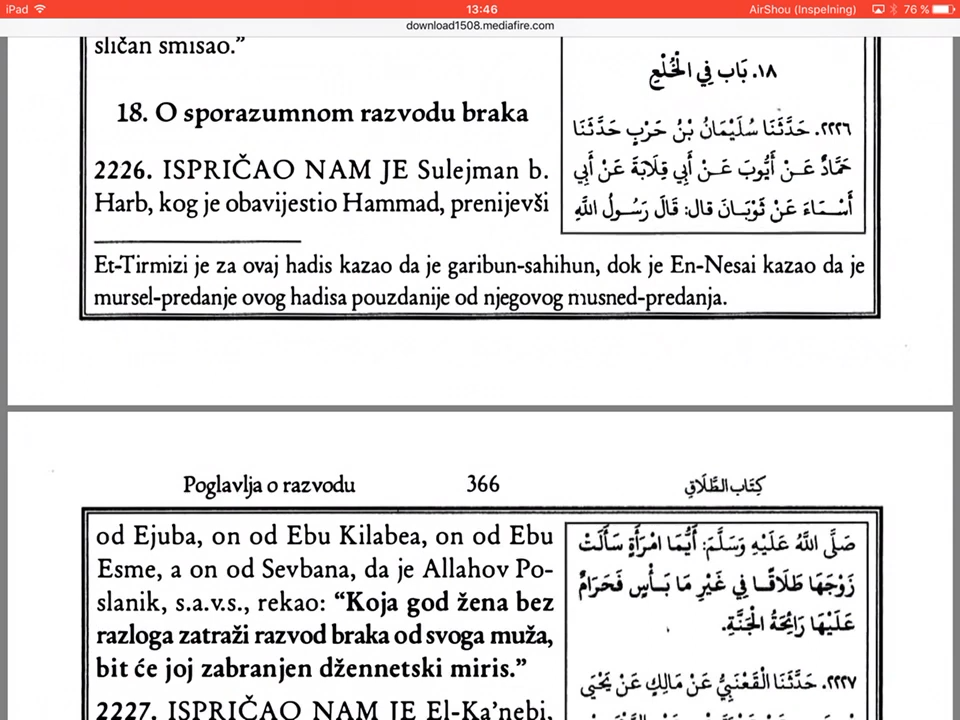 iPad 13:46 AirShou (Inspelning) 76 %
download1508.mediafire.com
sličan smisao.”
18. O sporazumnom razvodu braka
2226. ISPRIČAO NAM JE Sulejman b.
Harb, kog je obavijestio Hammad, prenijevši
١٨. بَاب فِي الْخُلْعِ
٢٢٢٦. حَدَّثَنَا سُلَيْمَانُ بْنُ حَرْبٍ حَدَّثَنَا
حَمَّادٌ عَنْ أَيُّوبَ عَنْ أَبِي قِلَابَةَ عَنْ أَبِي
أَسْمَاءَ عَنْ ثَوْبَانَ قال: قَالَ رَسُولُ اللَّهِ
Et-Tirmizi je za ovaj hadis kazao da je garibun-sahihun, dok je En-Nesai kazao da je
mursel-predanje ovog hadisa pouzdanije od njegovog musned-predanja.
Poglavlja o razvodu 366 كِتَاب الطَّلَاقِ
od Ejuba, on od Ebu Kilabea, on od Ebu
Esme, a on od Sevbana, da je Allahov Po-
slanik, s.a.v.s., rekao: “Koja god žena bez
razloga zatraži razvod braka od svoga muža,
bit će joj zabranjen džennetski miris.”
2227. ISPRIČAO NAM JE El-Ka’nebi,
صَلَّى اللَّهُ عَلَيْهِ وَسَلَّمَ: أَيُّمَا امْرَأَةٍ سَأَلَتْ
زَوْجَهَا طَلَاقًا فِي غَيْرِ مَا بَأْسٍ فَحَرَامٌ
عَلَيْهَا رَائِحَةُ الْجَنَّةِ.
٢٢٢٧. حَدَّثَنَا الْقَعْنَبِيُّ عَنْ مَالِكٍ عَنْ يَحْيَى